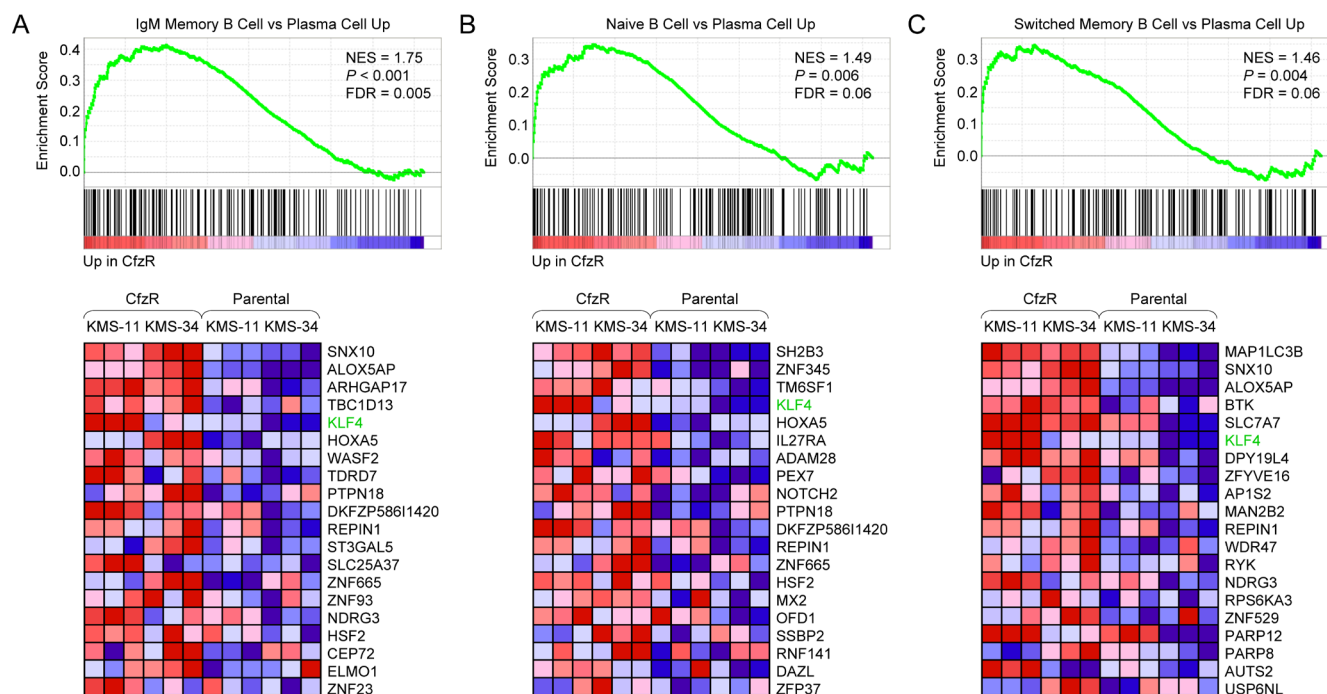 A
IgM Memory B Cell vs Plasma Cell Up
Enrichment Score
0.4
0.3
0.2
0.1
0.0
NES = 1.75
P < 0.001
FDR = 0.005
Up in CfzR
CfzR Parental
KMS-11 KMS-34 KMS-11 KMS-34
SNX10
ALOX5AP
ARHGAP17
TBC1D13
KLF4
HOXA5
WASF2
TDRD7
PTPN18
DKFZP586I1420
REPIN1
ST3GAL5
SLC25A37
ZNF665
ZNF93
NDRG3
HSF2
CEP72
ELMO1
ZNF23
B
Naive B Cell vs Plasma Cell Up
Enrichment Score
0.3
0.2
0.1
0.0
NES = 1.49
P = 0.006
FDR = 0.06
Up in CfzR
CfzR Parental
KMS-11 KMS-34 KMS-11 KMS-34
SH2B3
ZNF345
TM6SF1
KLF4
HOXA5
IL27RA
ADAM28
PEX7
NOTCH2
PTPN18
DKFZP586I1420
REPIN1
ZNF665
HSF2
MX2
OFD1
SSBP2
RNF141
DAZL
ZFP37
C
Switched Memory B Cell vs Plasma Cell Up
Enrichment Score
0.3
0.2
0.1
0.0
NES = 1.46
P = 0.004
FDR = 0.06
Up in CfzR
CfzR Parental
KMS-11 KMS-34 KMS-11 KMS-34
MAP1LC3B
SNX10
ALOX5AP
BTK
SLC7A7
KLF4
DPY19L4
ZFYVE16
AP1S2
MAN2B2
REPIN1
WDR47
RYK
NDRG3
RPS6KA3
ZNF529
PARP12
PARP8
AUTS2
USP6NL